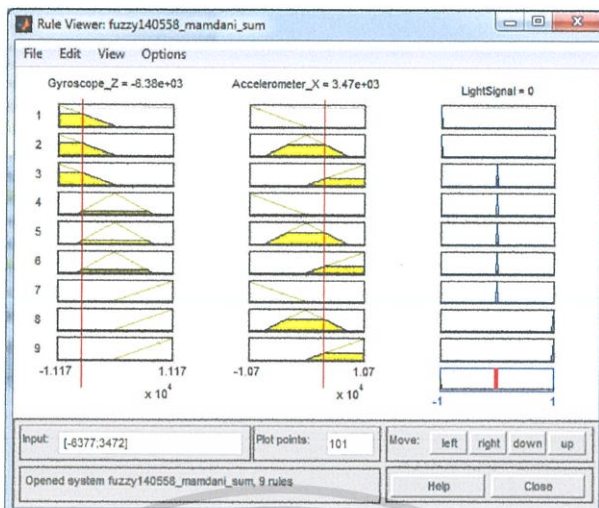 Rule Viewer: fuzzy140558_mamdani_sum
File Edit View Options
Gyroscope_Z = -6.38e+03 Accelerometer_X = 3.47e+03 LightSignal = 0
1
2
3
4
5
6
7
8
9
-1.117 1.117 -1.07 1.07
x 10^4 x 10^4
-1 1
Input: [-6377;3472] Plot points: 101 Move: left right down up
Opened system fuzzy140558_mamdani_sum, 9 rules Help Close